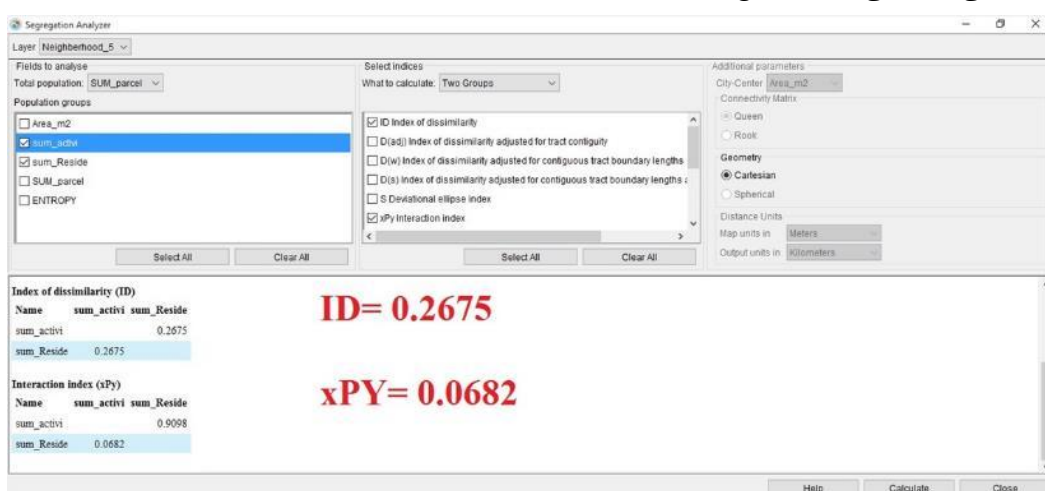 Segregation Analyzer
Layer Neighberhood_5
Fields to analyse
Total population: SUM_parcel
Population groups
Area_m2
sum_activi
sum_Reside
SUM_parcel
ENTROPY
Select All Clear All
Select indices
What to calculate: Two Groups
ID Index of dissimilarity
D(adj) Index of dissimilarity adjusted for tract contiguity
D(w) Index of dissimilarity adjusted for contiguous tract boundary lengths
D(s) Index of dissimilarity adjusted for contiguous tract boundary lengths a
S Deviational ellipse index
xPy Interaction index
Select All Clear All
Additional parameters
City-Center Area_m2
Connectivity Matrix
Queen
Rook
Geometry
Cartesian
Spherical
Distance Units
Map units in Meters
Output units in Kilometers
Index of dissimilarity (ID)
Name sum_activi sum_Reside
sum_activi 0.2675
sum_Reside 0.2675
ID= 0.2675
Interaction index (xPy)
Name sum_activi sum_Reside
sum_activi 0.9098
sum_Reside 0.0682
xPY= 0.0682
Help Calculate Close